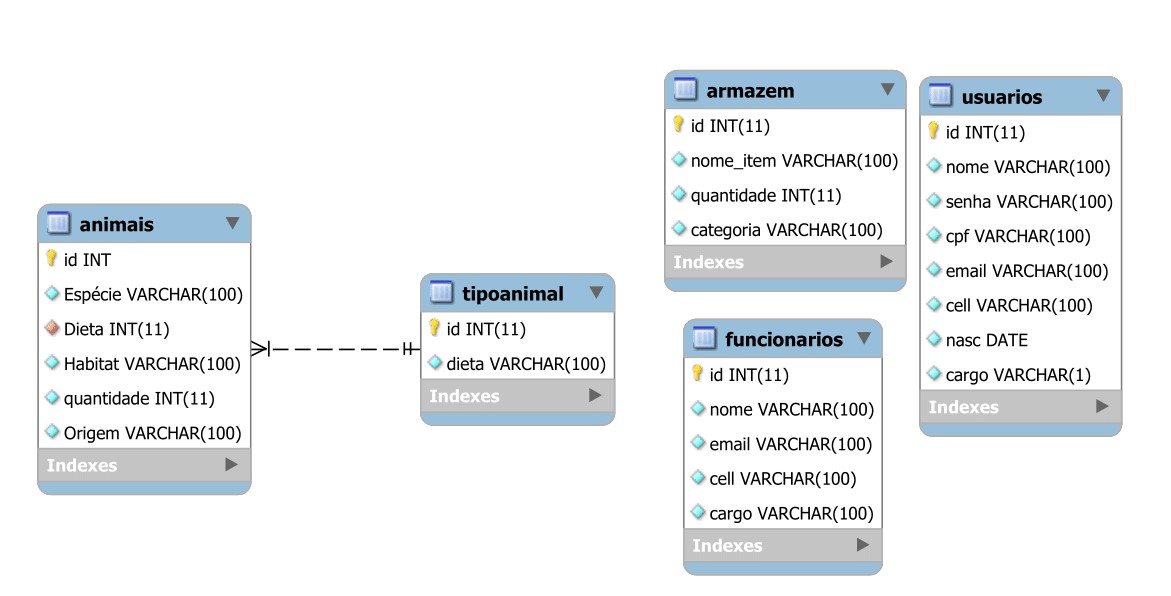 animais
id INT
Espécie VARCHAR(100)
Dieta INT(11)
Habitat VARCHAR(100)
quantidade INT(11)
Origem VARCHAR(100)
Indexes
tipoanimal
id INT(11)
dieta VARCHAR(100)
Indexes
armazem
id INT(11)
nome_item VARCHAR(100)
quantidade INT(11)
categoria VARCHAR(100)
Indexes
funcionarios
id INT(11)
nome VARCHAR(100)
email VARCHAR(100)
cell VARCHAR(100)
cargo VARCHAR(100)
Indexes
usuarios
id INT(11)
nome VARCHAR(100)
senha VARCHAR(100)
cpf VARCHAR(100)
email VARCHAR(100)
cell VARCHAR(100)
nasc DATE
cargo VARCHAR(1)
Indexes